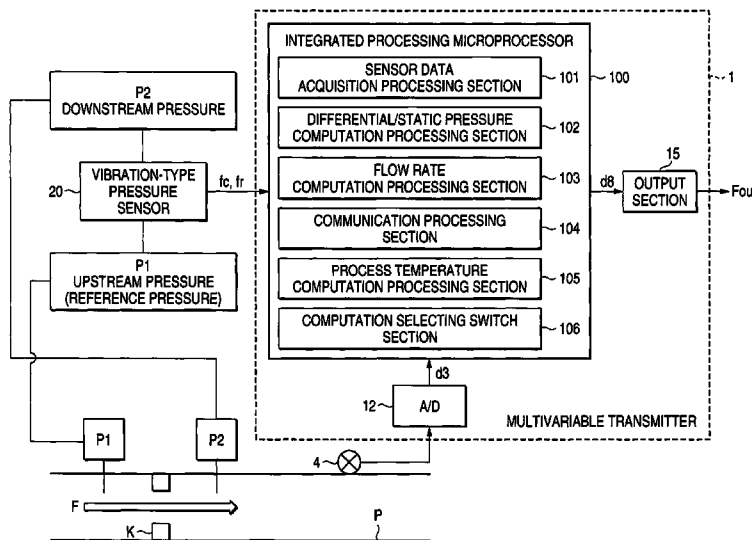 INTEGRATED PROCESSING MICROPROCESSOR
SENSOR DATA
ACQUISITION PROCESSING SECTION
101
100
1
DIFFERENTIAL/STATIC PRESSURE
COMPUTATION PROCESSING SECTION
102
FLOW RATE
COMPUTATION PROCESSING SECTION
103
COMMUNICATION PROCESSING
SECTION
104
PROCESS TEMPERATURE
COMPUTATION PROCESSING SECTION
105
COMPUTATION SELECTING SWITCH
SECTION
106
P2
DOWNSTREAM PRESSURE
20
VIBRATION-TYPE
PRESSURE
SENSOR
fc, fr
P1
UPSTREAM PRESSURE
(REFERENCE PRESSURE)
d8
15
OUTPUT
SECTION
Fou
d3
12
A/D
MULTIVARIABLE TRANSMITTER
P1
P2
4
F
K
P